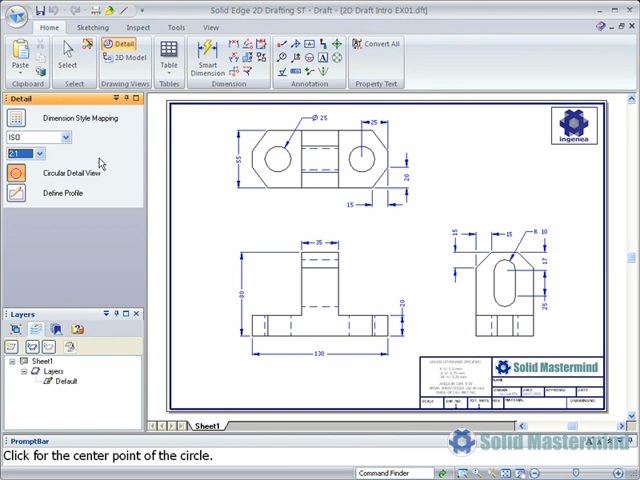 Solid Edge 2D Drafting ST - Draft - [2D Draft Intro EX01.dft]
Home Sketching Inspect Tools View
Paste Select Detail 2D Model Table Smart Dimension Convert All
Clipboard Select Drawing Views Tables Dimension Annotation Property Text
Detail
Dimension Style Mapping
ISO
2:1
Circular Detail View
Define Profile
Ø 25
25
55
20
15
ingenea
35
80
20
130
15
15
R 10
17
25
Solid Mastermind
Layers
Sheet1
Layers
Default
Sheet1
PromptBar
Click for the center point of the circle.
Solid Mastermind
Command Finder